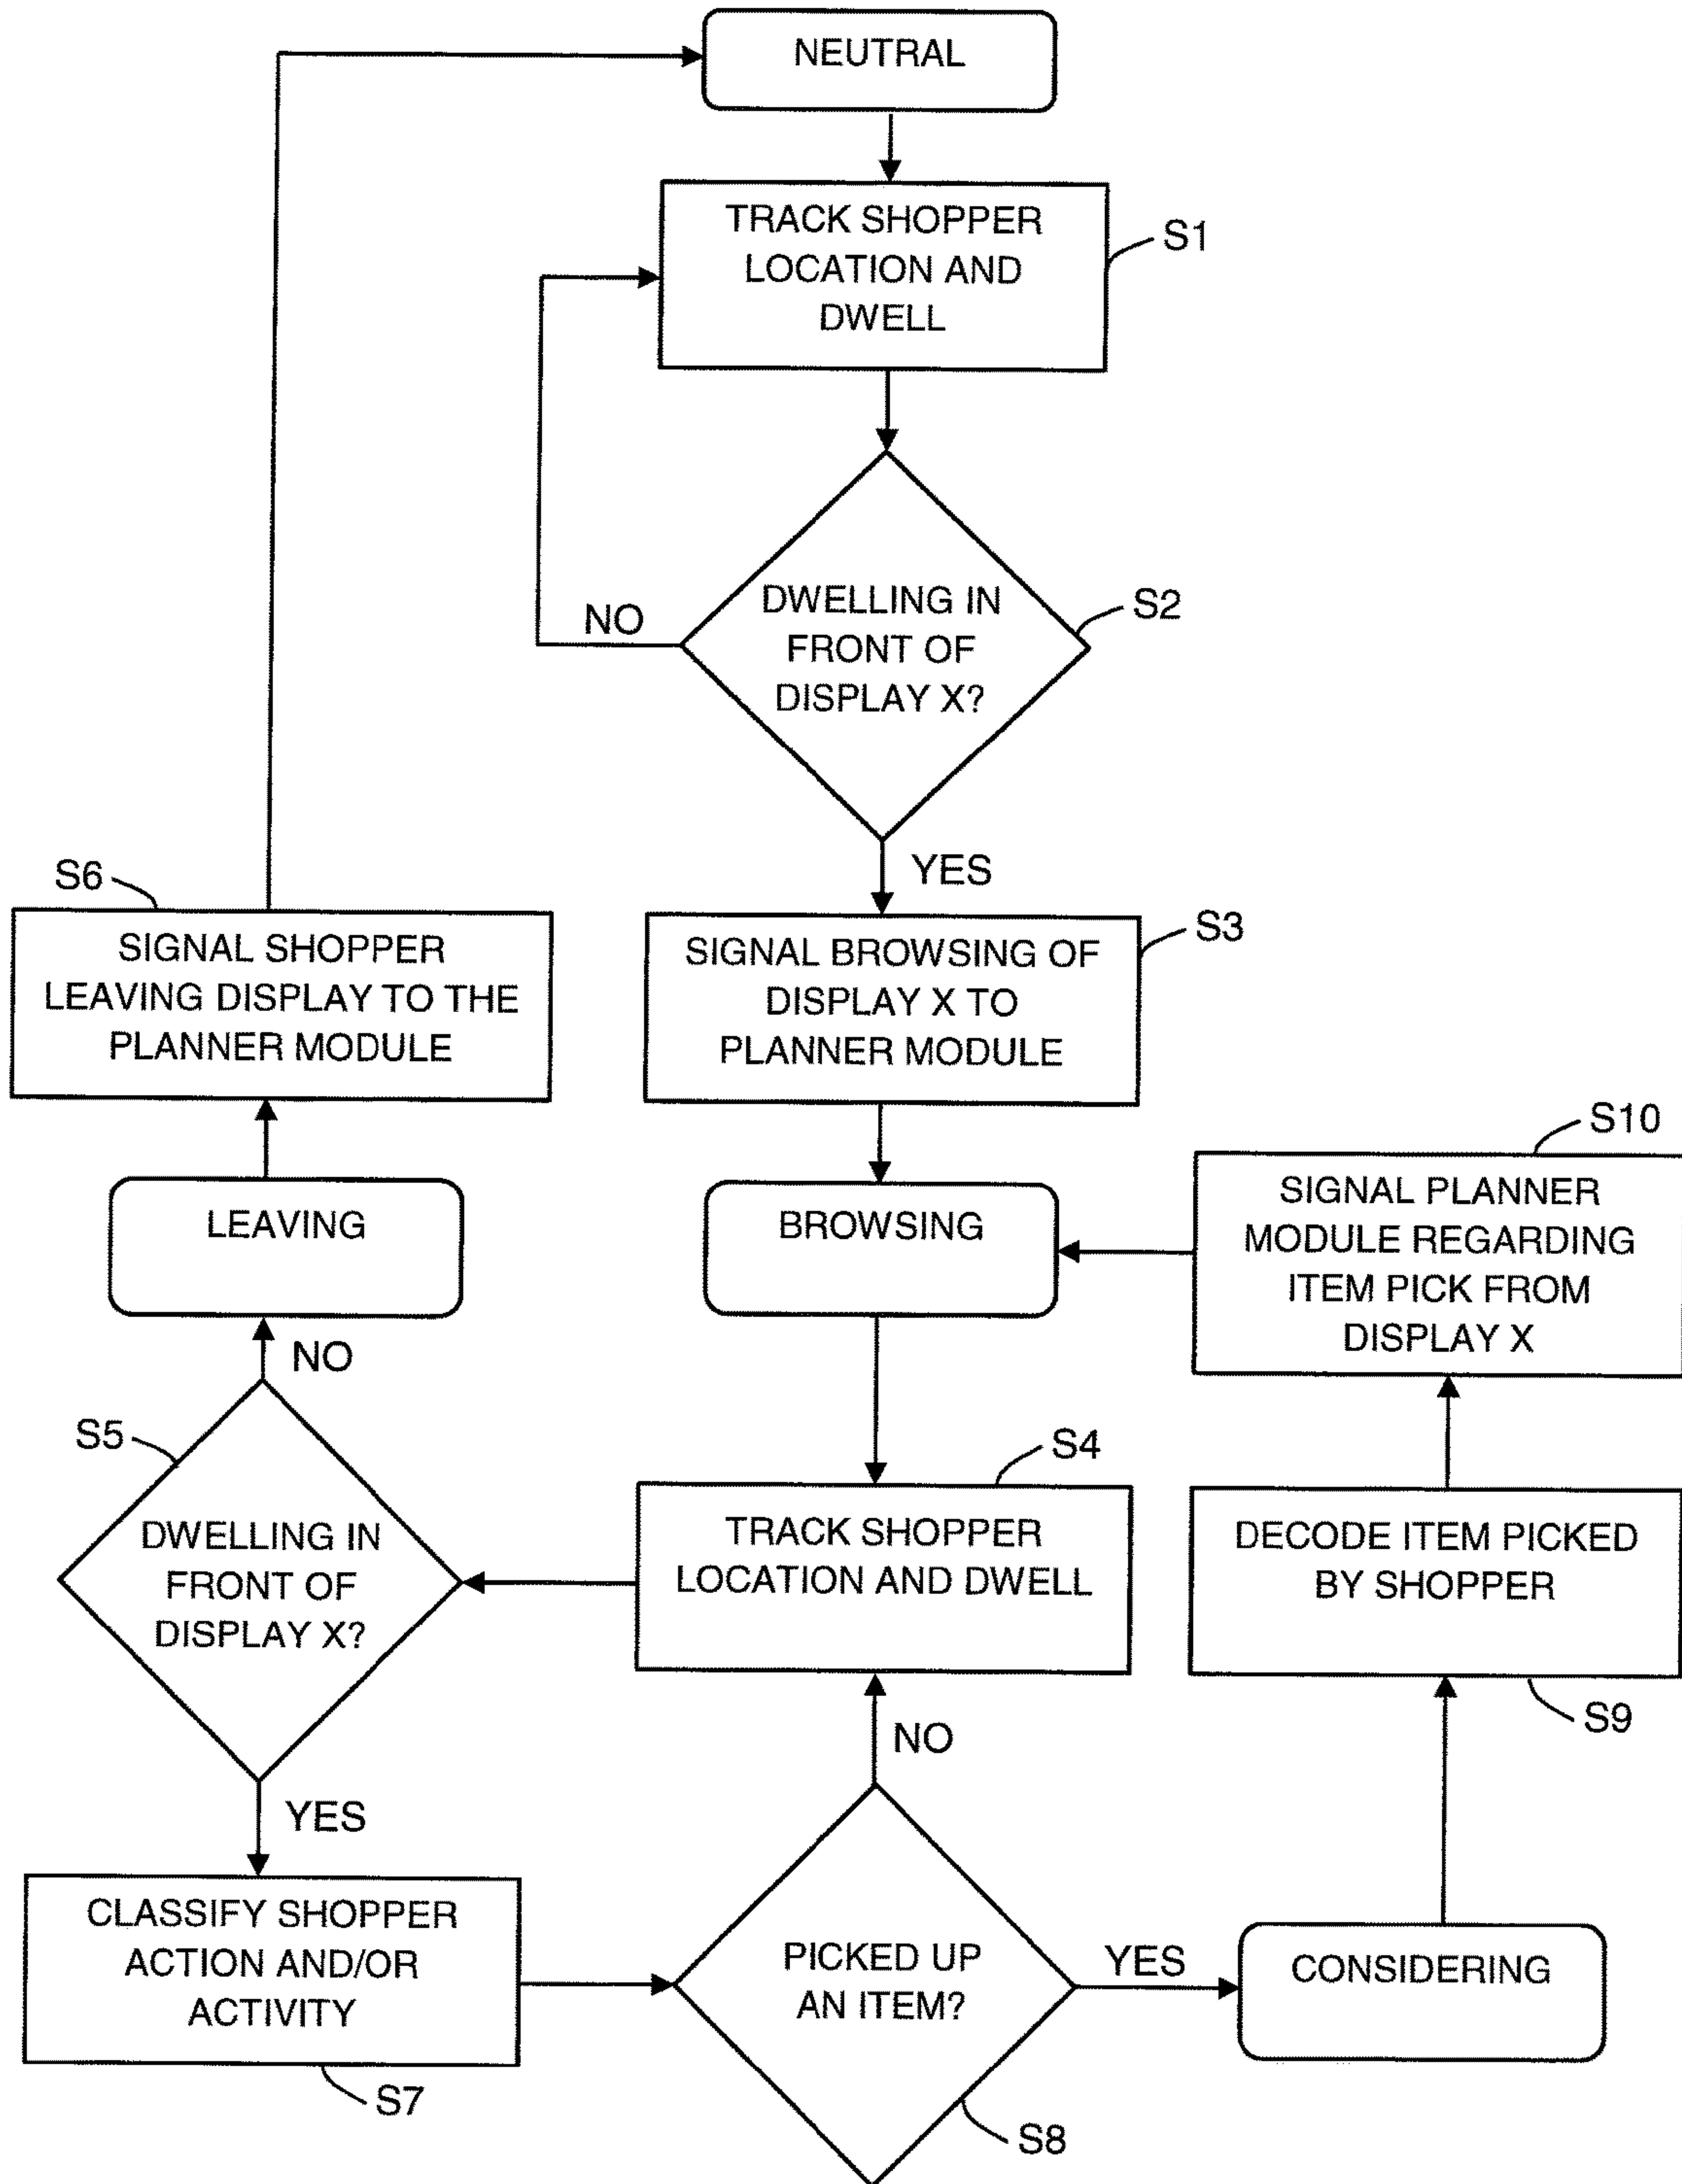 NEUTRAL
TRACK SHOPPER
LOCATION AND
DWELL
S1
DWELLING IN
FRONT OF
DISPLAY X?
S2
NO
YES
S6
SIGNAL SHOPPER
LEAVING DISPLAY TO THE
PLANNER MODULE
SIGNAL BROWSING OF
DISPLAY X TO
PLANNER MODULE
S3
LEAVING
BROWSING
S10
SIGNAL PLANNER
MODULE REGARDING
ITEM PICK FROM
DISPLAY X
NO
S5
DWELLING IN
FRONT OF
DISPLAY X?
S4
TRACK SHOPPER
LOCATION AND DWELL
DECODE ITEM PICKED
BY SHOPPER
S9
NO
YES
CLASSIFY SHOPPER
ACTION AND/OR
ACTIVITY
S7
PICKED UP
AN ITEM?
S8
YES
CONSIDERING